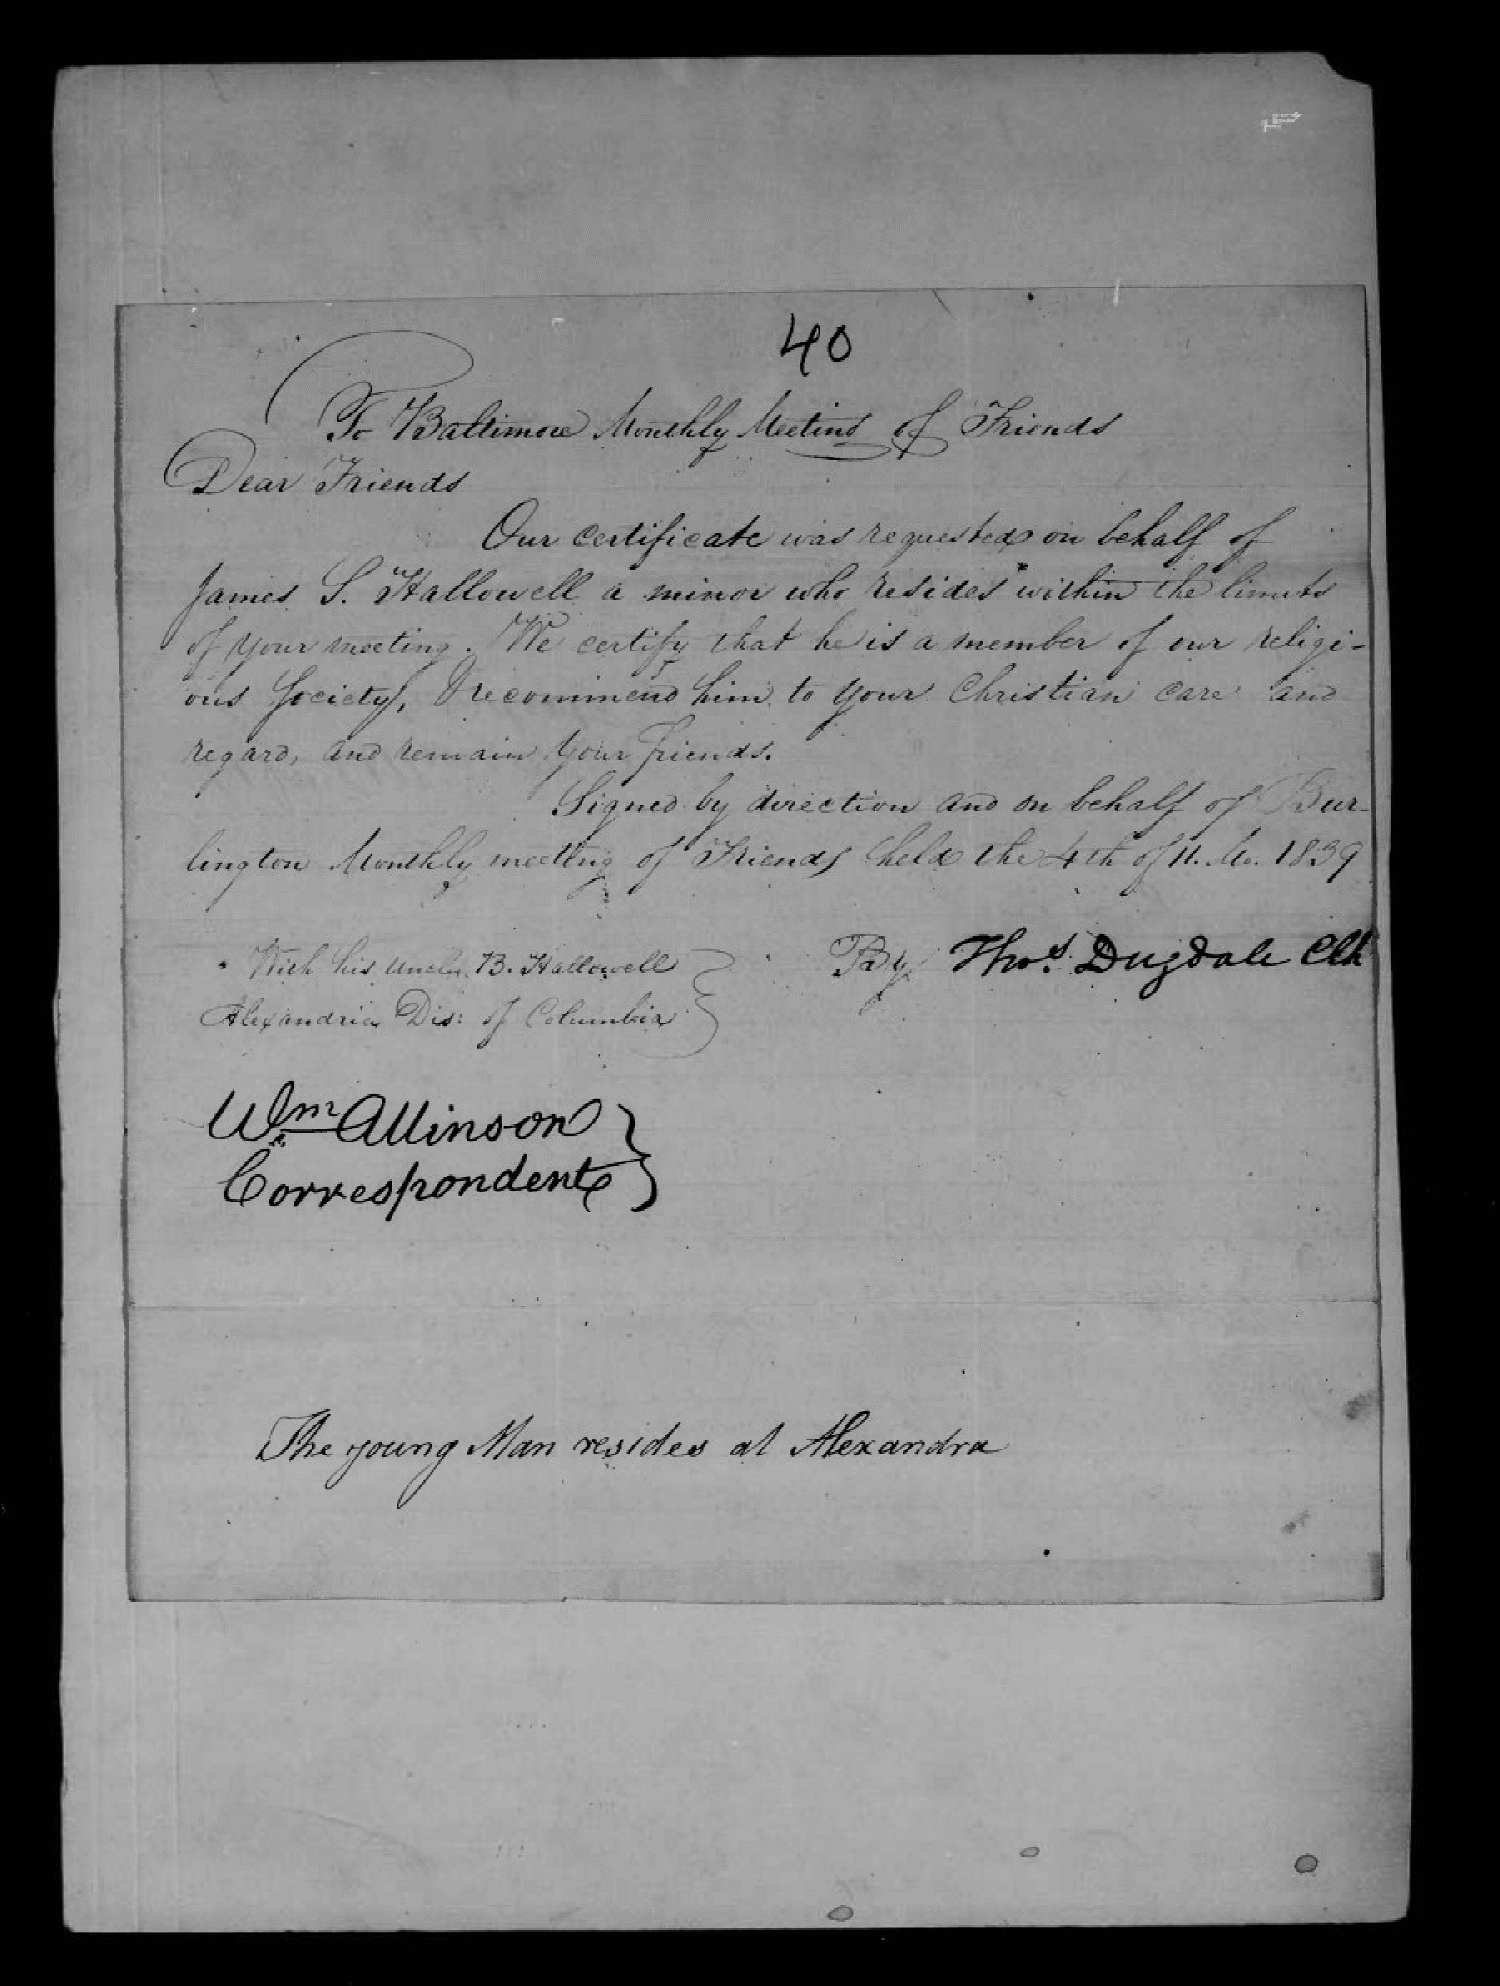 40
To Baltimore Monthly Meeting of Friends
Dear Friends
Our certificate was requested on behalf of
James S. Hallowell a minor who resides * within the limits
of your meeting. We certify that he is a member of our religi-
ous Society, & recommend him to your Christian care and
regard, and remain your friends.
Signed by direction and on behalf of Bur-
lington Monthly meeting of Friends held the 4th of 11. Mo. 1839
* With his uncle B. Hallowell
Alexandria Dis: of Columbia
By Thos. Dugdale Clk
Wm Allinson
Correspondent
The young Man resides at Alexandra